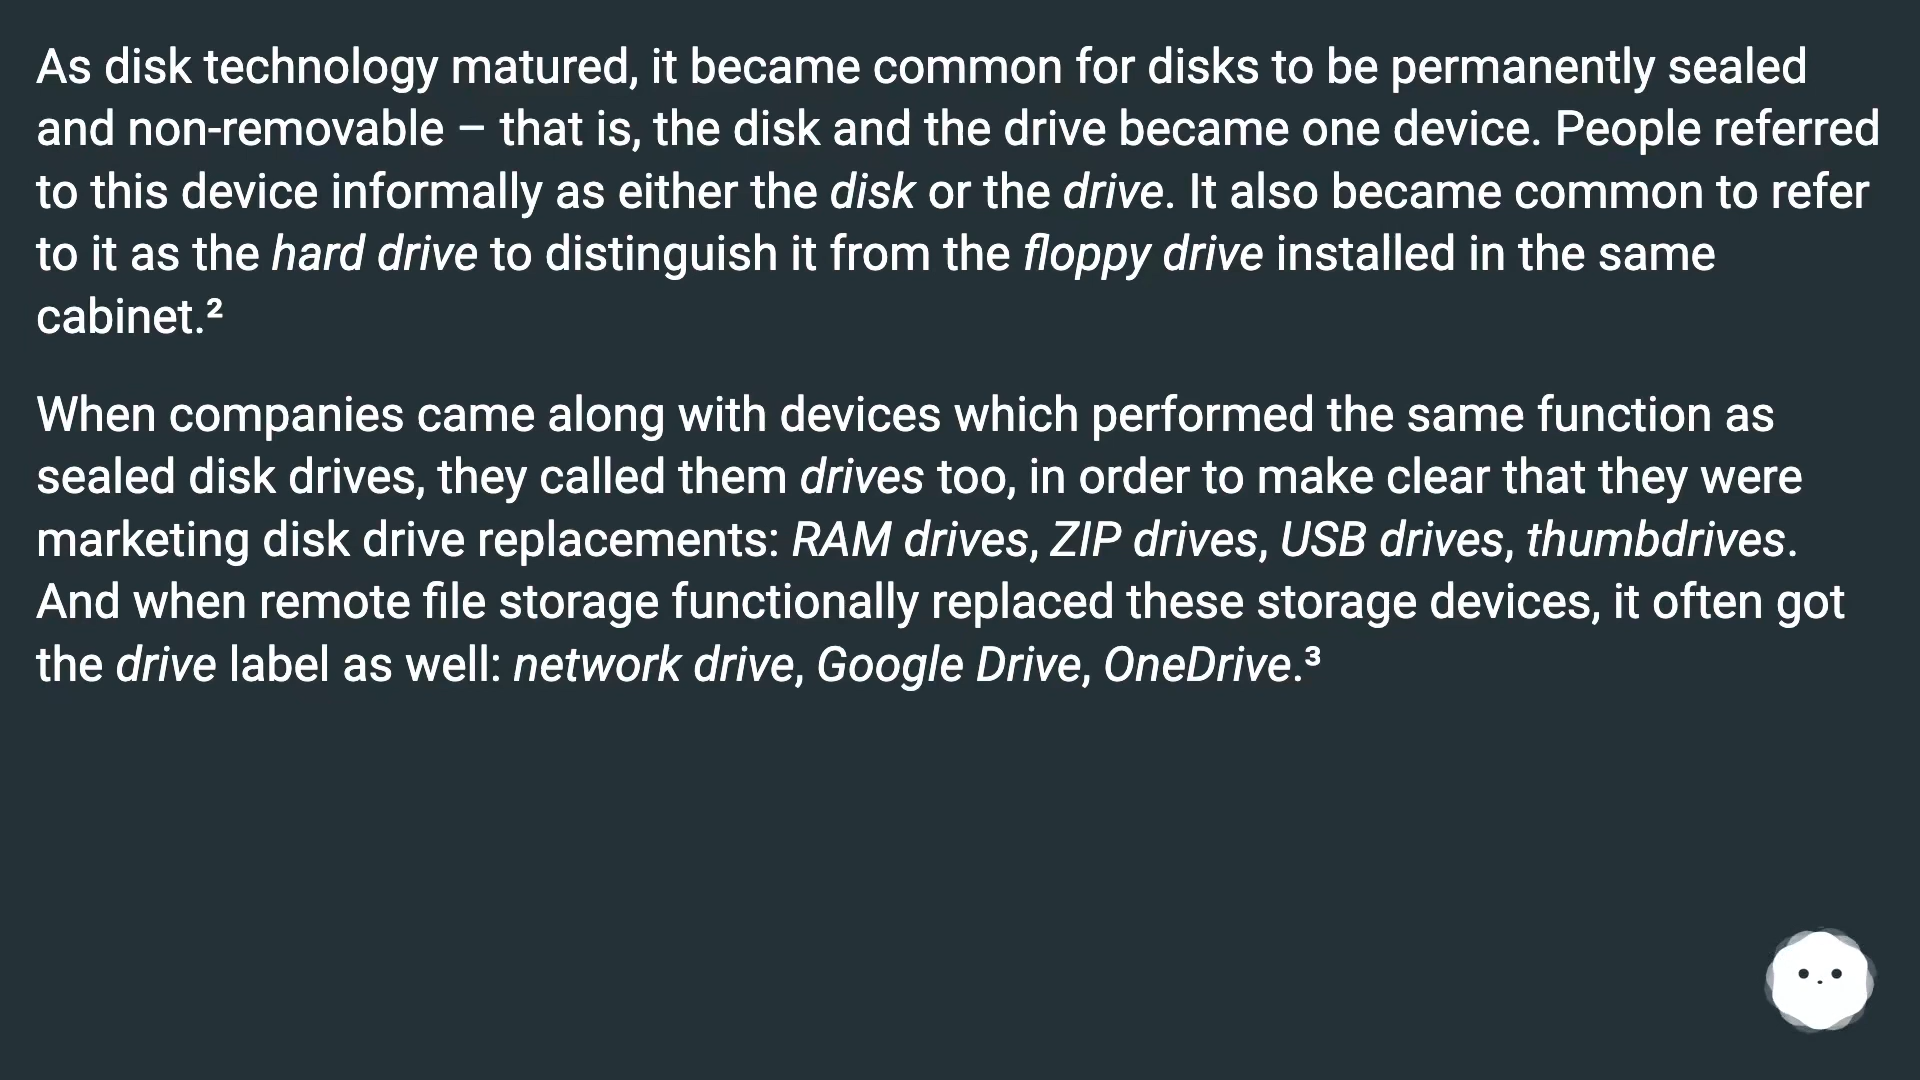 As disk technology matured, it became common for disks to be permanently sealed
and non-removable – that is, the disk and the drive became one device. People referred
to this device informally as either the disk or the drive. It also became common to refer
to it as the hard drive to distinguish it from the floppy drive installed in the same
cabinet.²
When companies came along with devices which performed the same function as
sealed disk drives, they called them drives too, in order to make clear that they were
marketing disk drive replacements: RAM drives, ZIP drives, USB drives, thumbdrives.
And when remote file storage functionally replaced these storage devices, it often got
the drive label as well: network drive, Google Drive, OneDrive.³